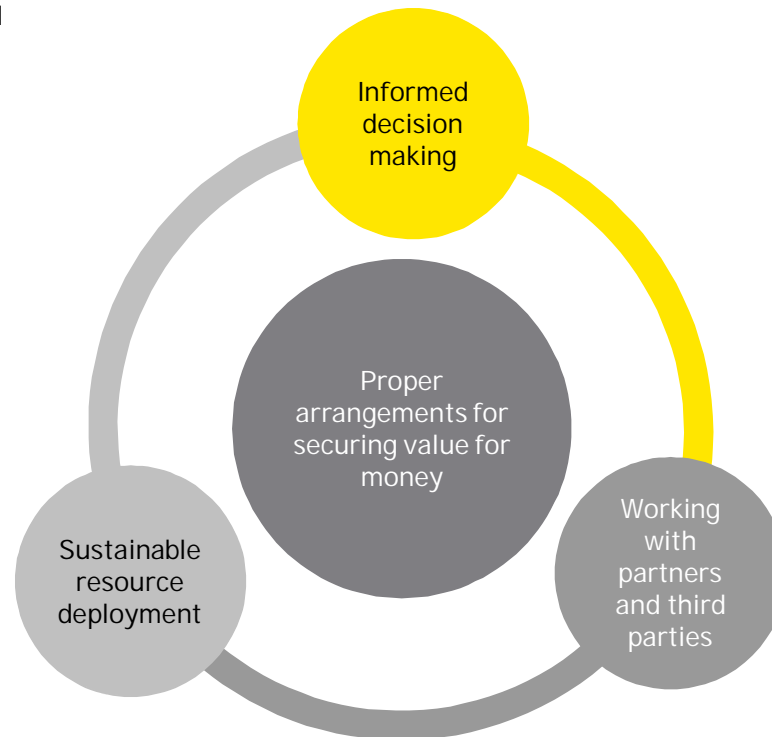 Informed
decision
making
Proper
arrangements for
securing value for
money
Sustainable
resource
deployment
Working
with
partners
and third
parties